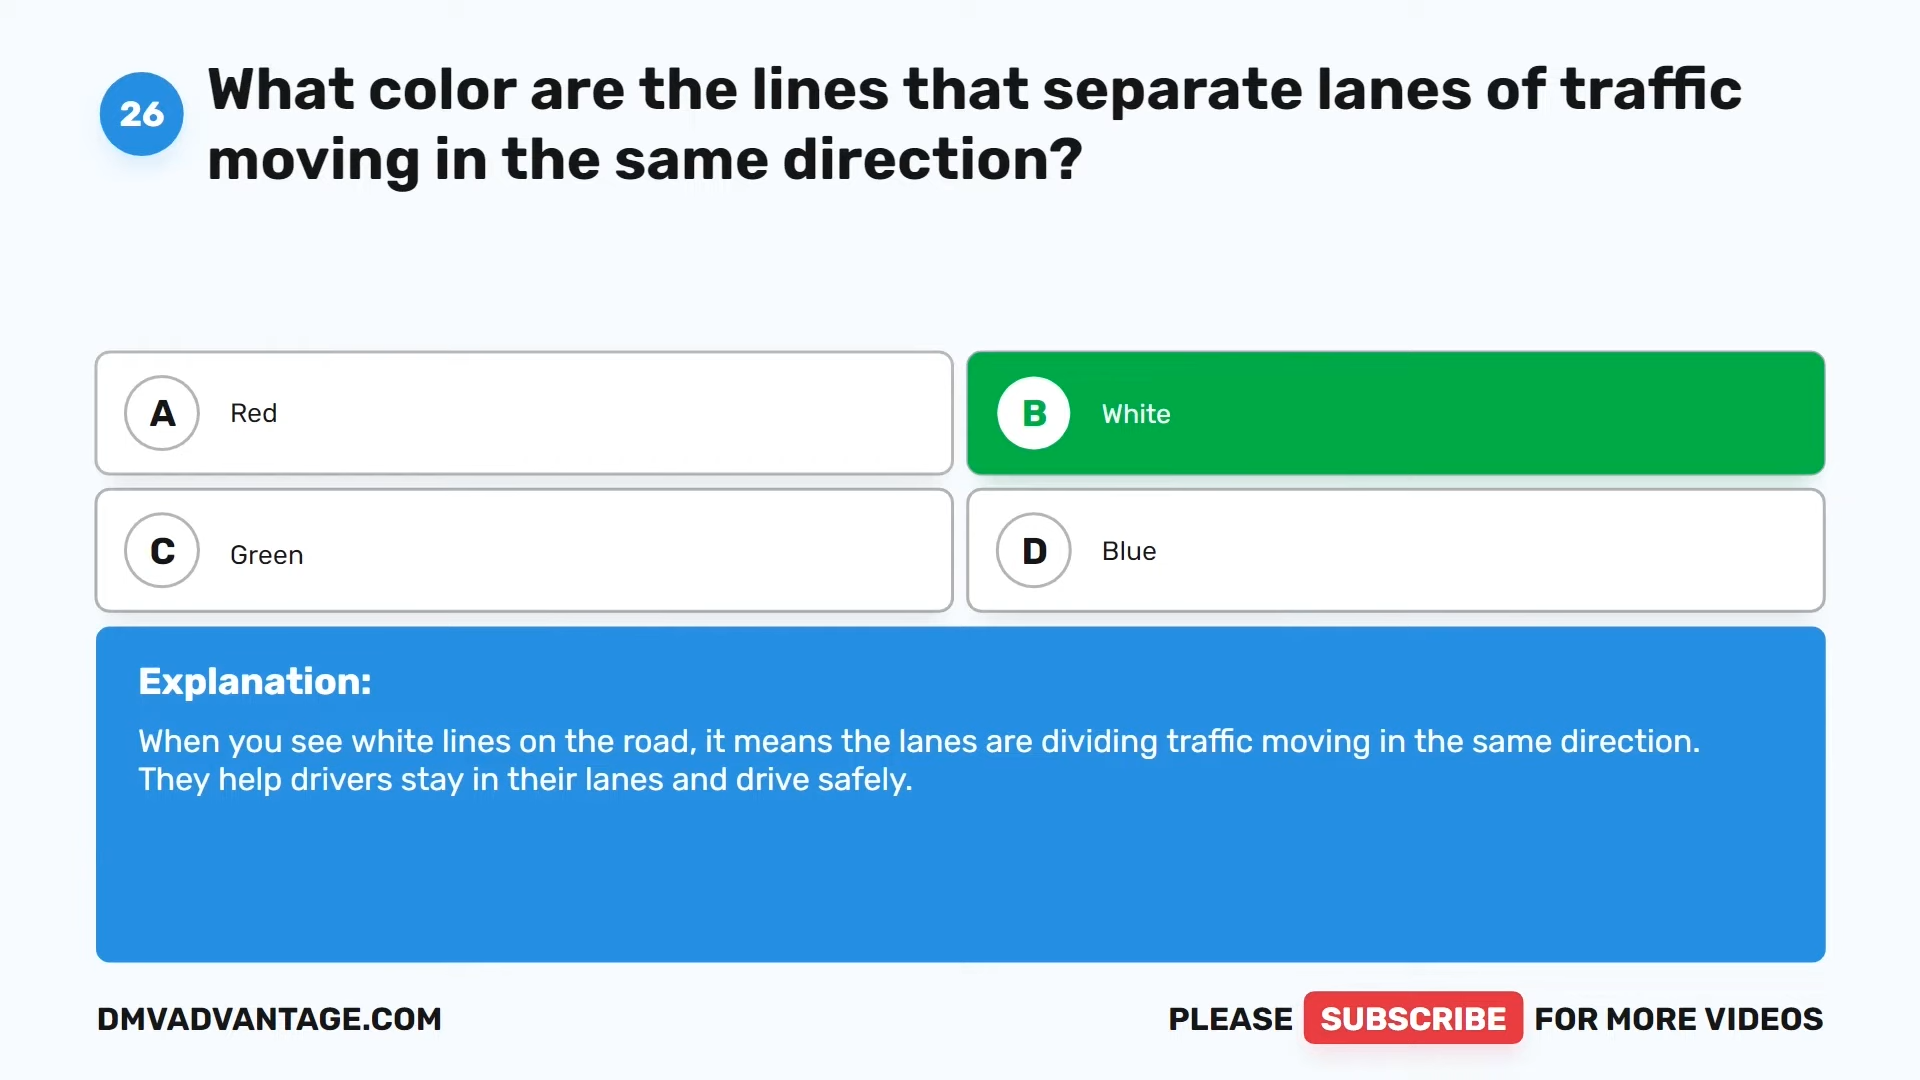 26
What color are the lines that separate lanes of traffic
moving in the same direction?
A Red
B White
C Green
D Blue
Explanation:
When you see white lines on the road, it means the lanes are dividing traffic moving in the same direction.
They help drivers stay in their lanes and drive safely.
DMVADVANTAGE.COM
PLEASE SUBSCRIBE FOR MORE VIDEOS